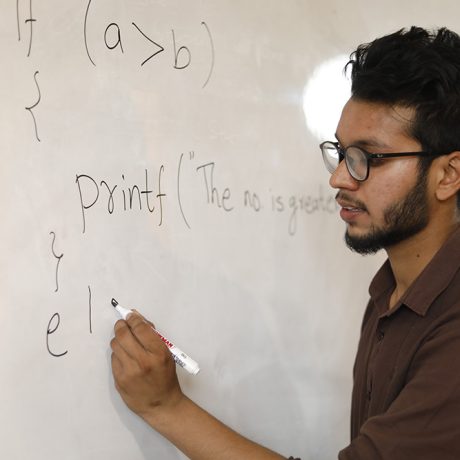 If (a>b)
{
printf ("The no. is greate
}
el